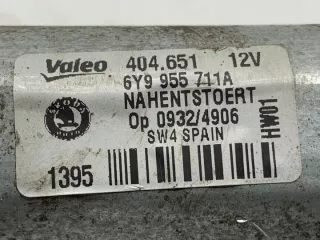 Valeo 404.651 12V
6Y9 955 711A
NAHENTSTOERT
Op 0932/4906
SW4 SPAIN
HW01
1395